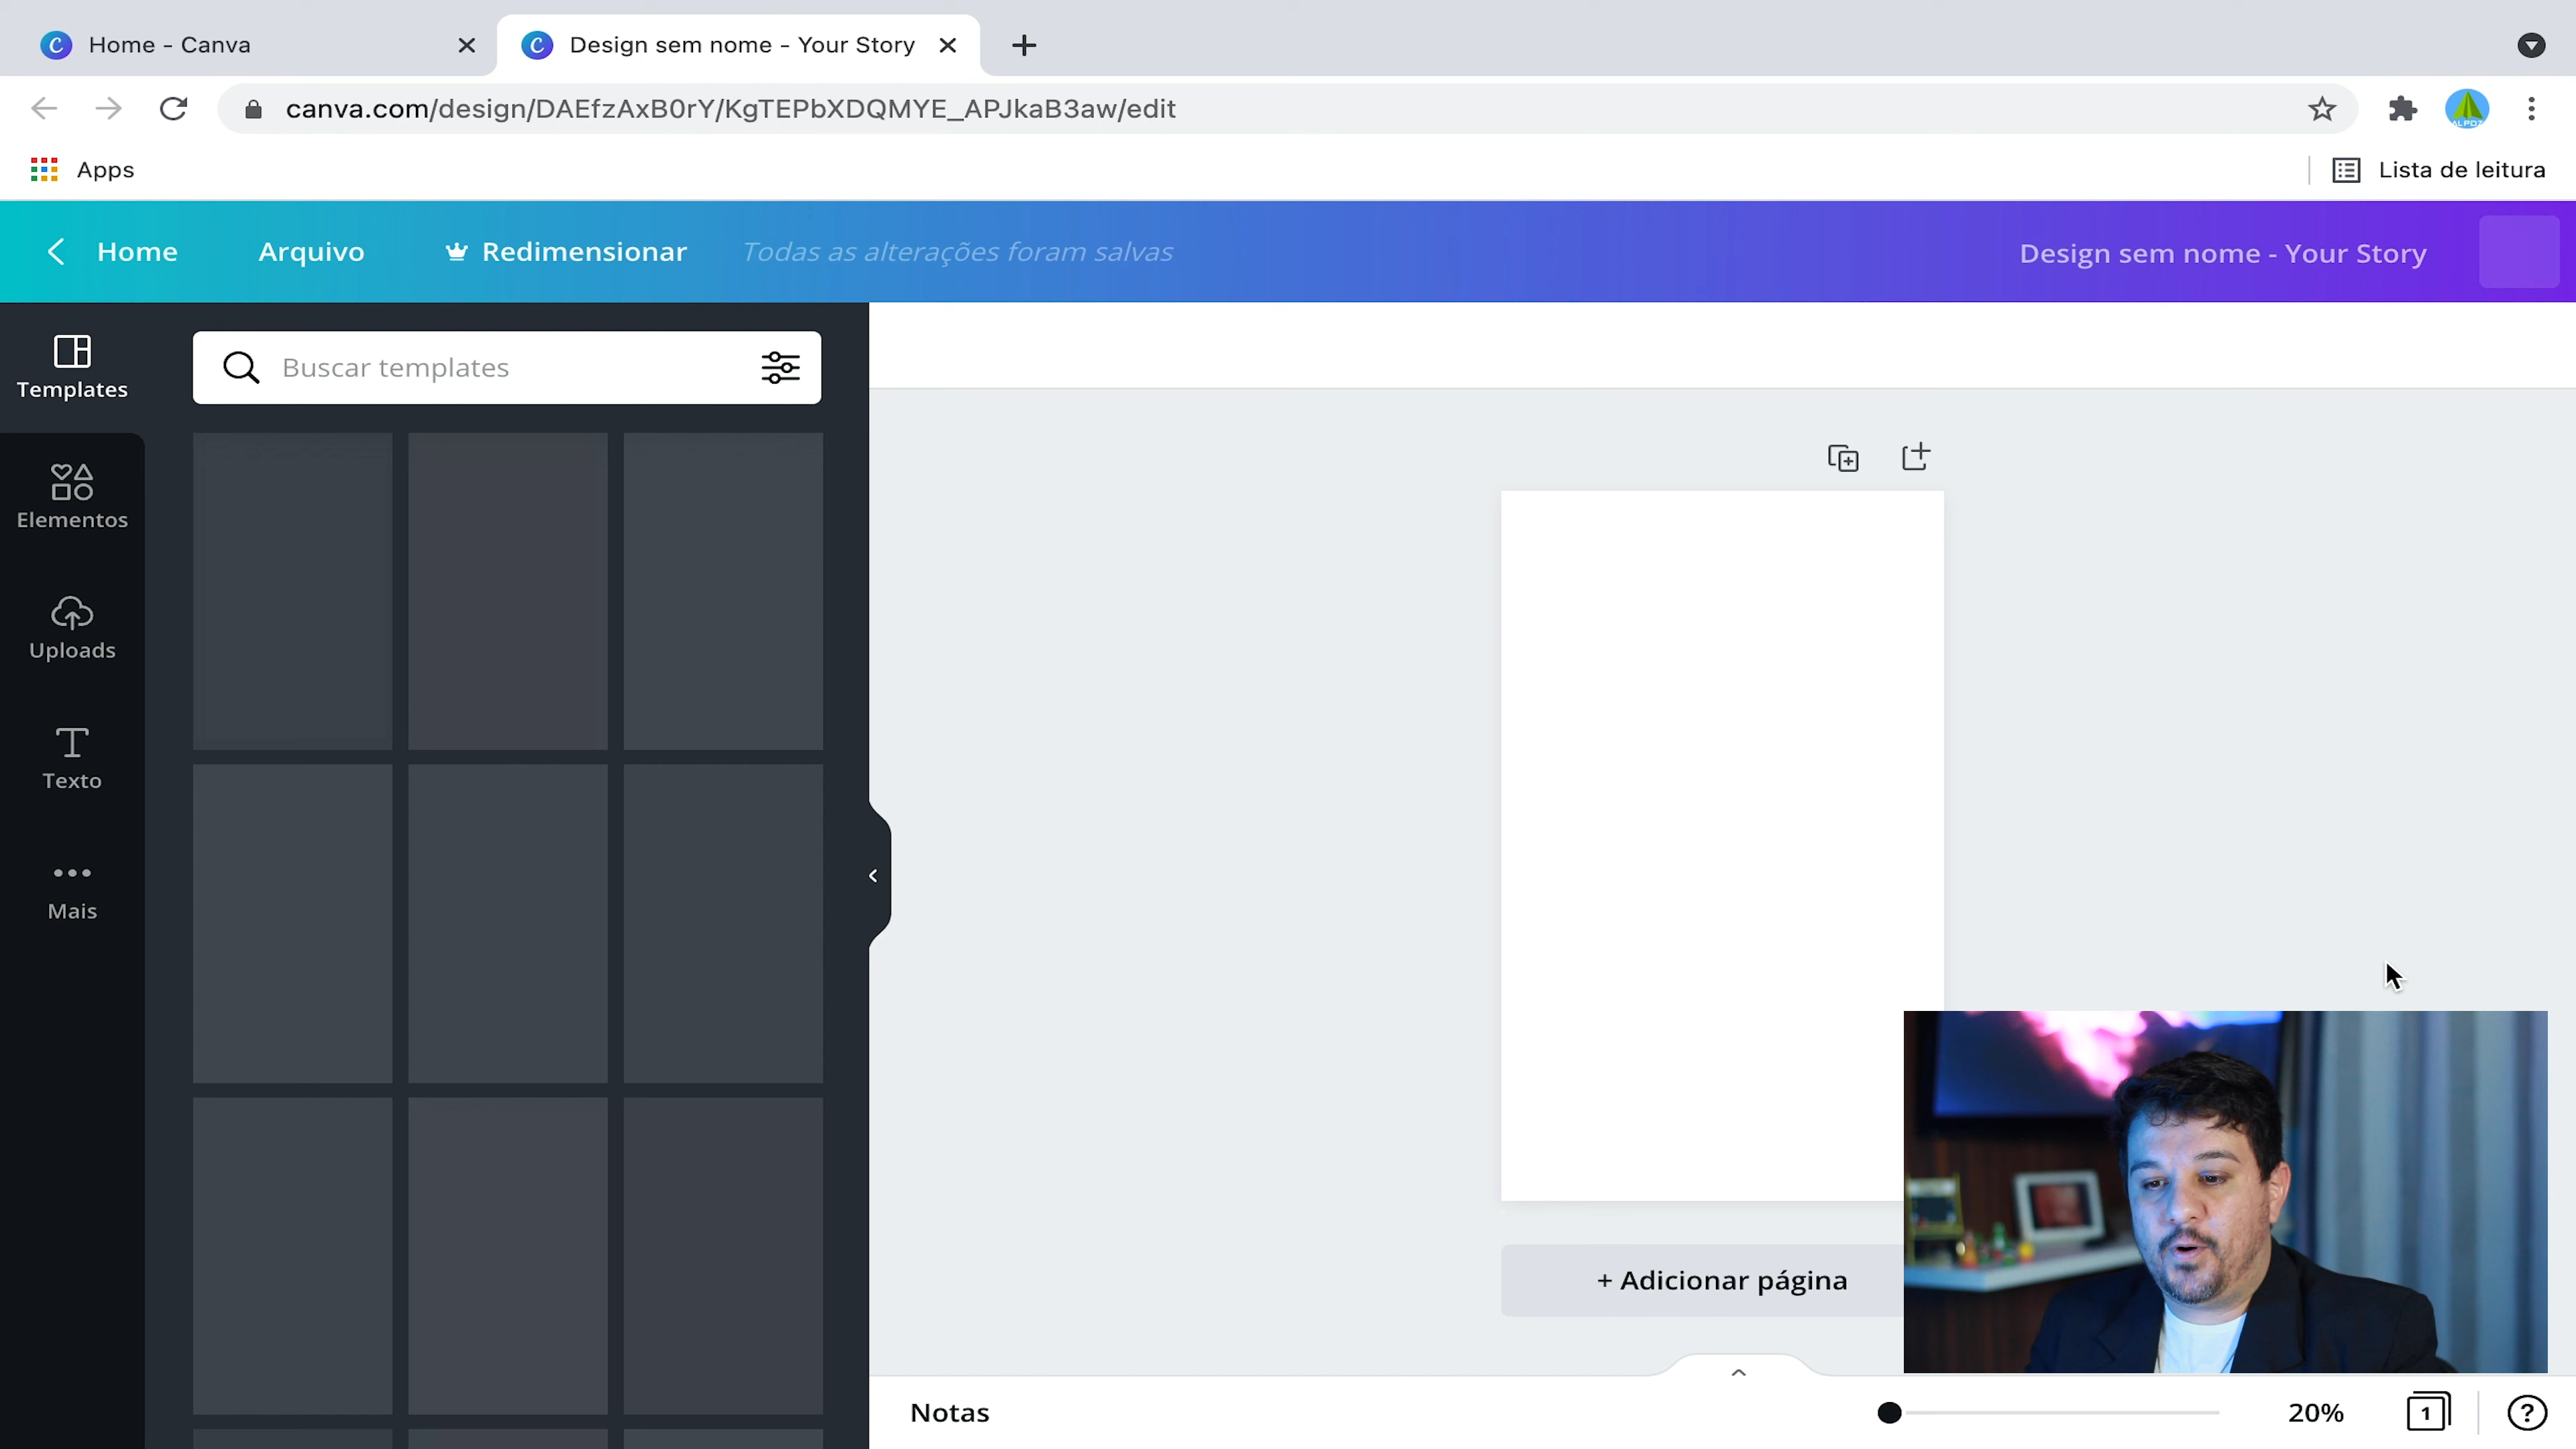 Home - Canva
Design sem nome - Your Story
canva.com/design/DAEfzAxB0rY/KgTEPbXDQMYE_APJkaB3aw/edit
Apps
Lista de leitura
Home
Arquivo
Redimensionar
Todas as alterações foram salvas
Design sem nome - Your Story
Templates
Buscar templates
Elementos
Uploads
Texto
Mais
+ Adicionar página
Notas
20%
1
?